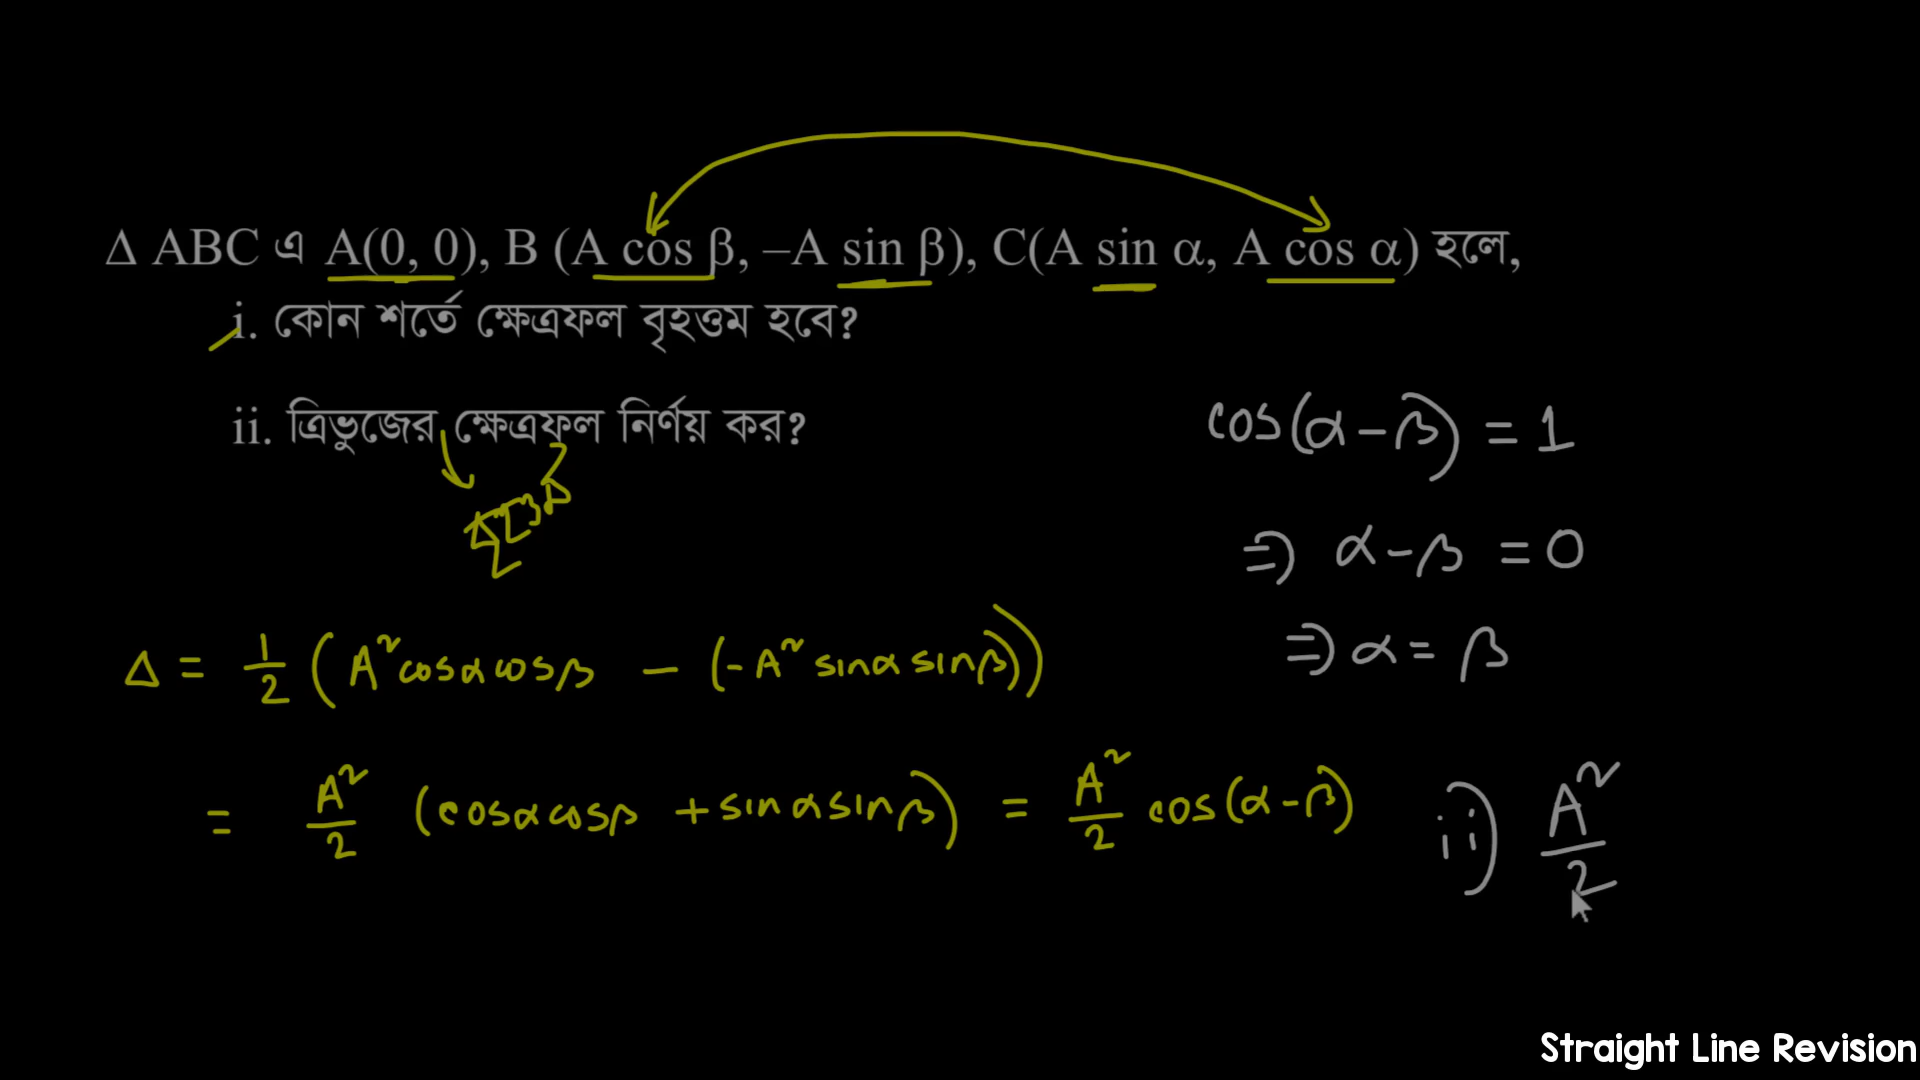 Δ ABC এ A(0, 0), B (A cos β, –A sin β), C(A sin α, A cos α) হলে,
i. কোন শর্তে ক্ষেত্রফল বৃহত্তম হবে?
ii. ত্রিভুজের ক্ষেত্রফল নির্ণয় কর?
cos(α-β) = 1
⇒ α-β = 0
⇒ α = β
Δ = 1/2 (A² cosα cosβ - (-A² sinα sinβ))
= A²/2 (cosα cosβ + sinα sinβ) = A²/2 cos(α-β)
ii) A²/2
Straight Line Revision